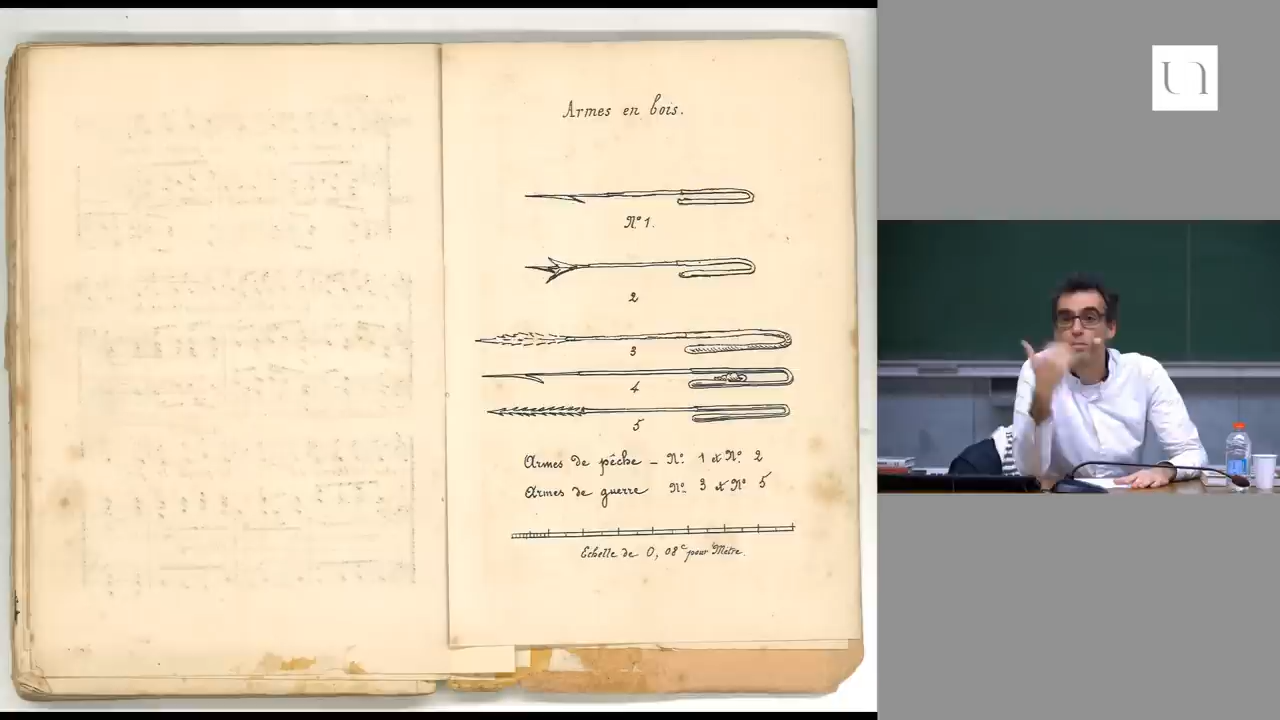 Armes en bois.
N° 1.
2
3
4
5
Armes de pêche - N° 1 et N° 2
Armes de guerre N° 3 et N° 5
Echelle de 0,08c pour Mètre.